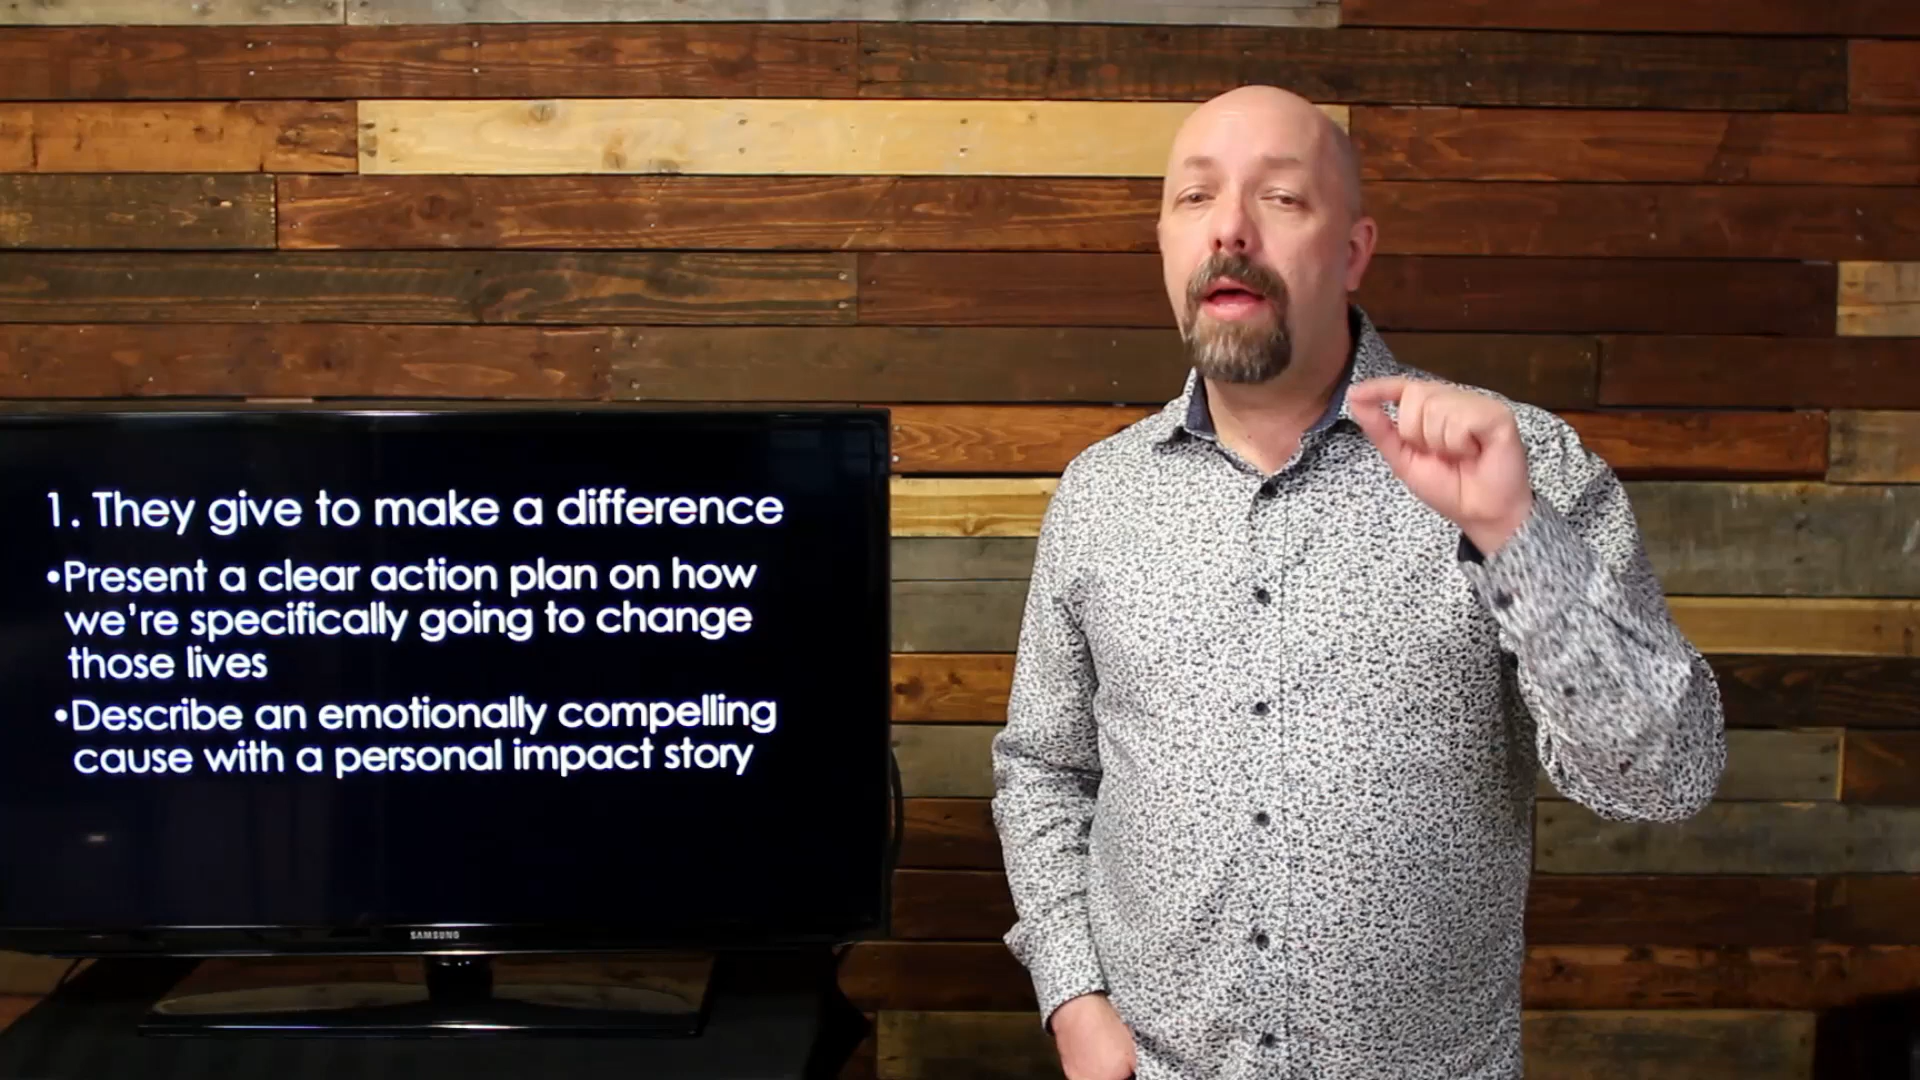 1. They give to make a difference
•Present a clear action plan on how
we're specifically going to change
those lives
•Describe an emotionally compelling
cause with a personal impact story
SAMSUNG